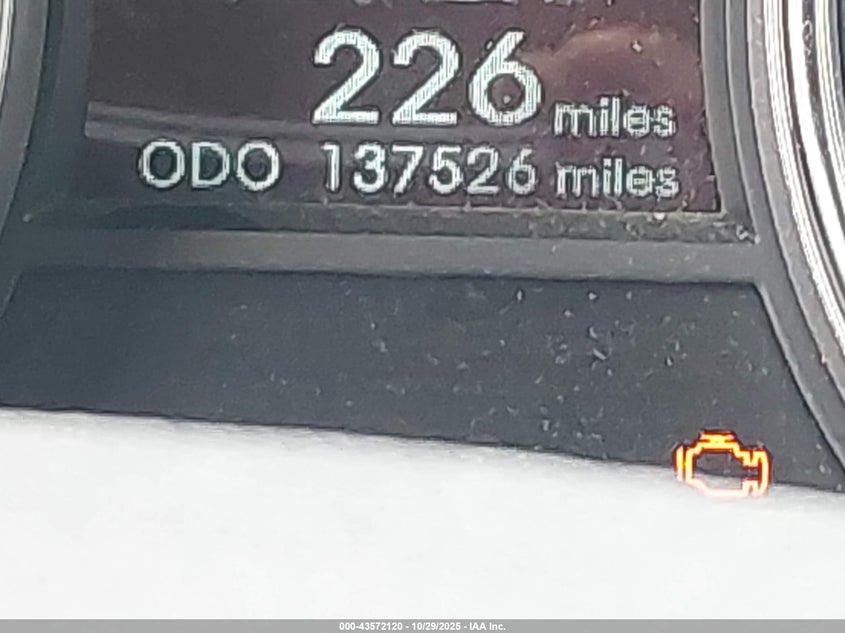 226 miles
ODO 137526 miles
000-43572120 - 10/29/2025 - IAA Inc.